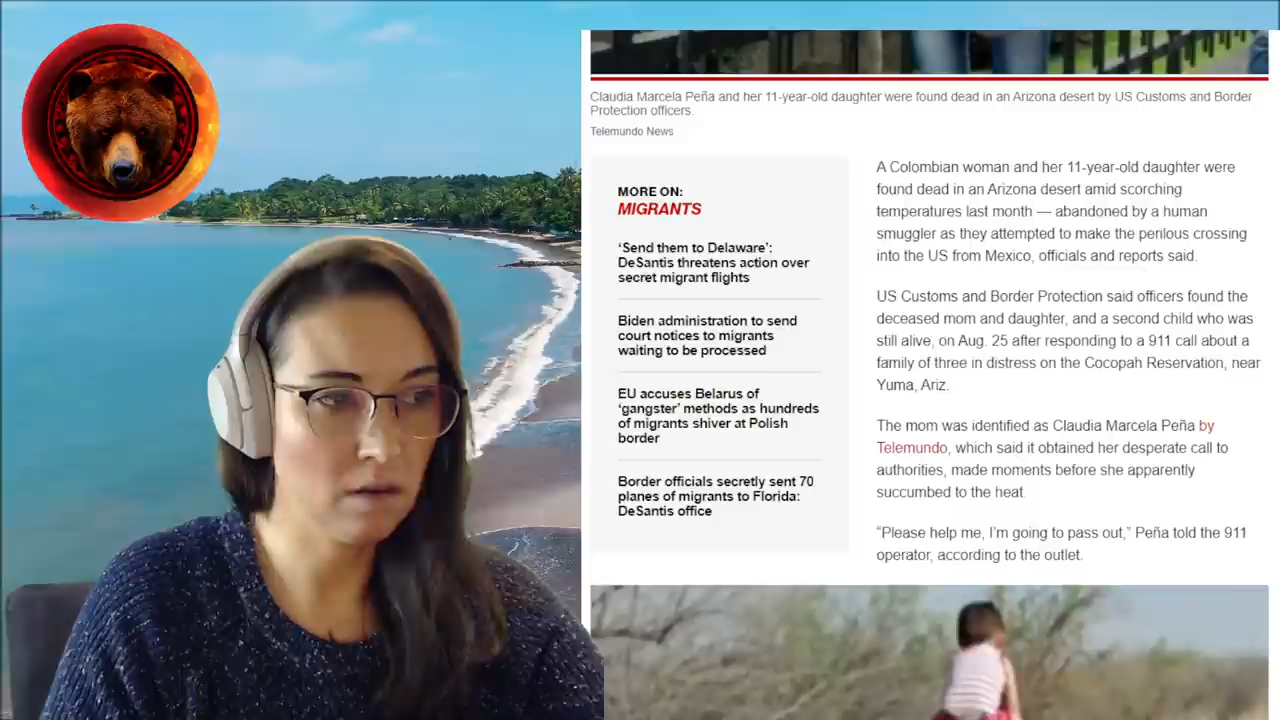 Claudia Marcela Peña and her 11-year-old daughter were found dead in an Arizona desert by US Customs and Border
Protection officers.
Telemundo News
MORE ON:
MIGRANTS
‘Send them to Delaware’:
DeSantis threatens action over
secret migrant flights
Biden administration to send
court notices to migrants
waiting to be processed
EU accuses Belarus of
‘gangster’ methods as hundreds
of migrants shiver at Polish
border
Border officials secretly sent 70
planes of migrants to Florida:
DeSantis office
A Colombian woman and her 11-year-old daughter were
found dead in an Arizona desert amid scorching
temperatures last month — abandoned by a human
smuggler as they attempted to make the perilous crossing
into the US from Mexico, officials and reports said.
US Customs and Border Protection said officers found the
deceased mom and daughter, and a second child who was
still alive, on Aug. 25 after responding to a 911 call about a
family of three in distress on the Cocopah Reservation, near
Yuma, Ariz.
The mom was identified as Claudia Marcela Peña by
Telemundo, which said it obtained her desperate call to
authorities, made moments before she apparently
succumbed to the heat.
“Please help me, I’m going to pass out,” Peña told the 911
operator, according to the outlet.